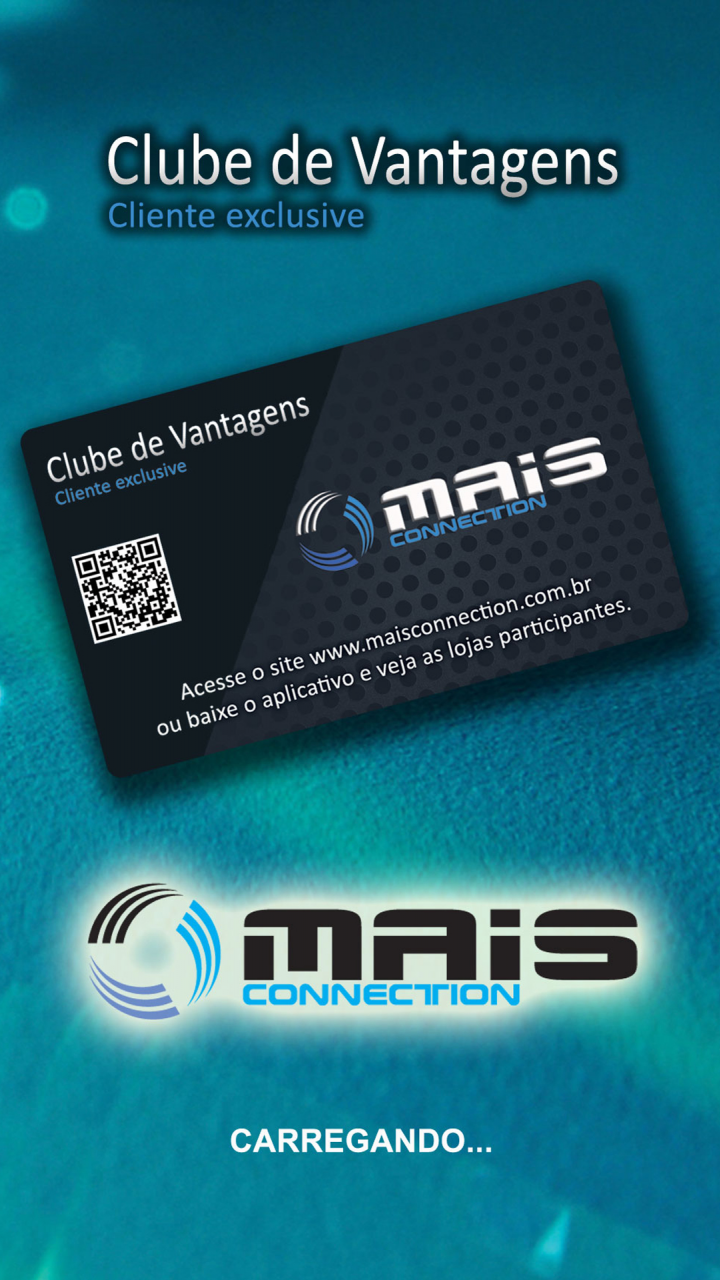 Clube de Vantagens
Cliente exclusive
Clube de Vantagens
Cliente exclusive
MAiS
CONNECTION
Acesse o site www.maisconnection.com.br
ou baixe o aplicativo e veja as lojas participantes.
MAiS
CONNECTION
CARREGANDO...